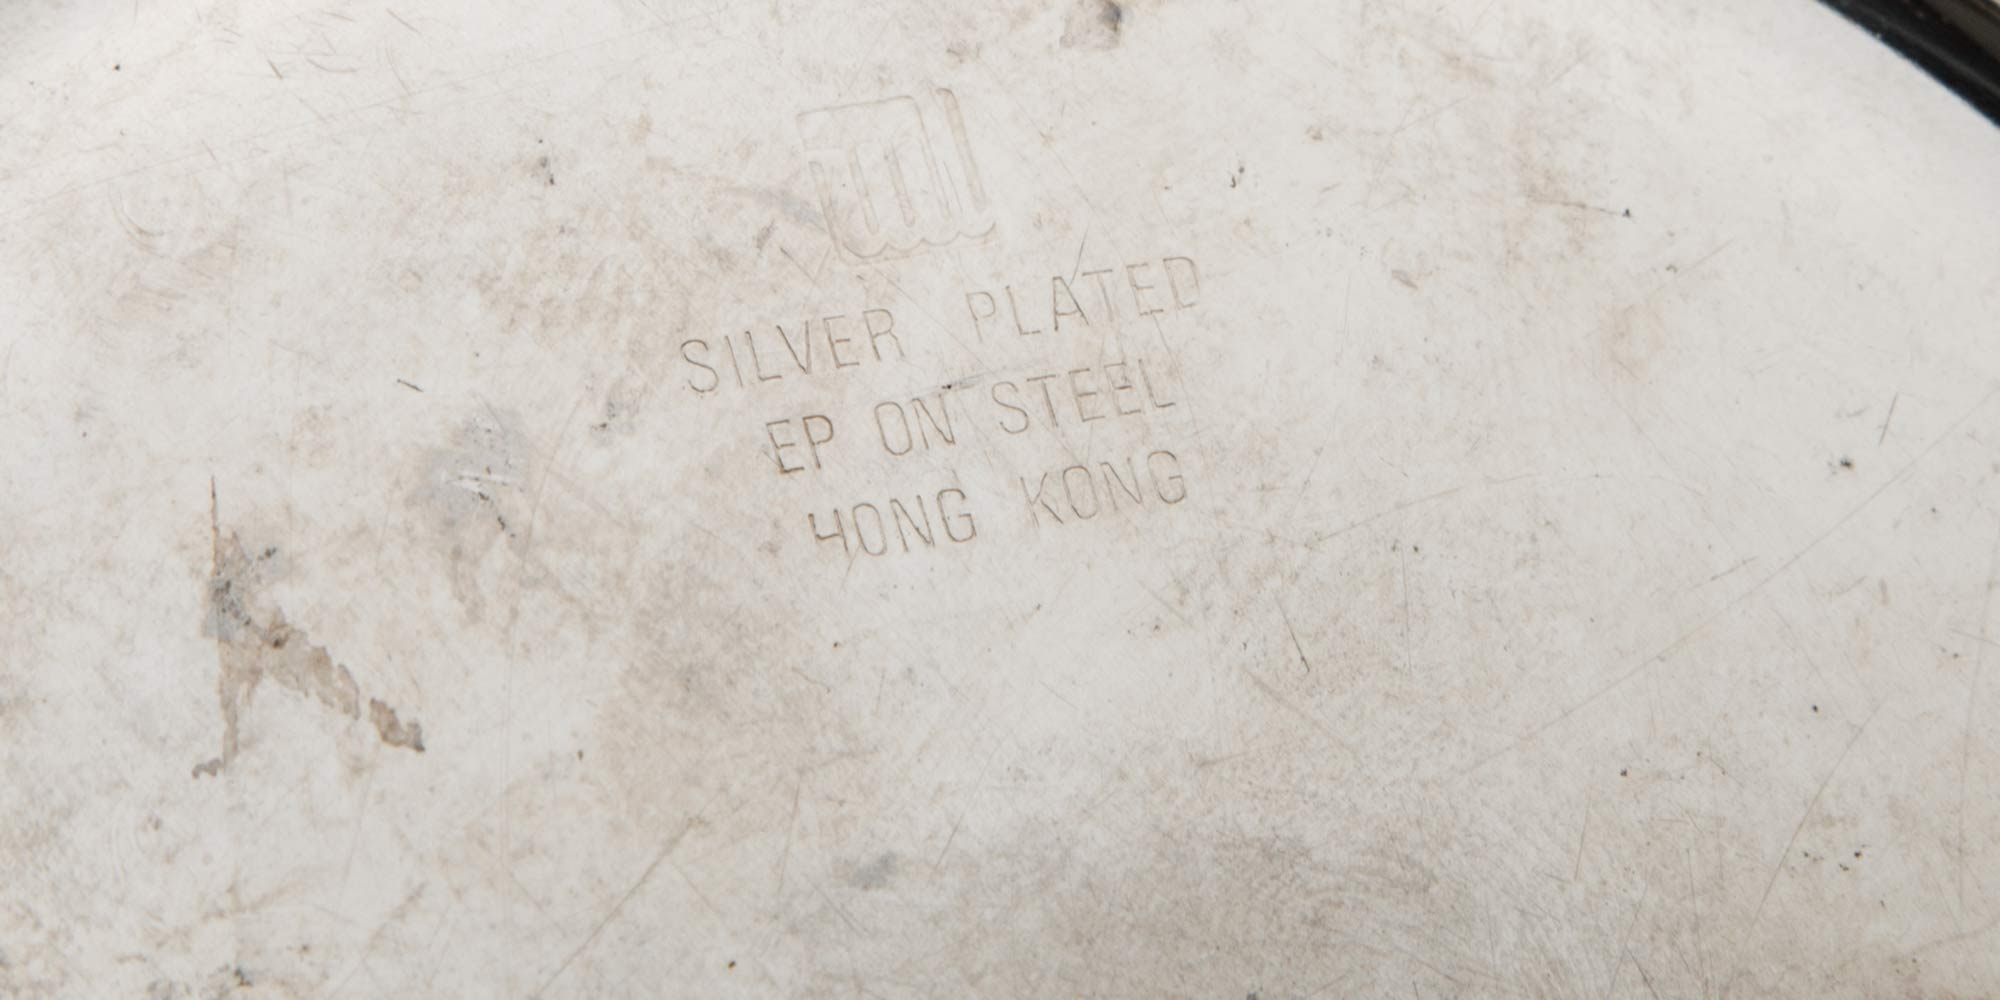 SILVER PLATED
EP ON STEEL
HONG KONG